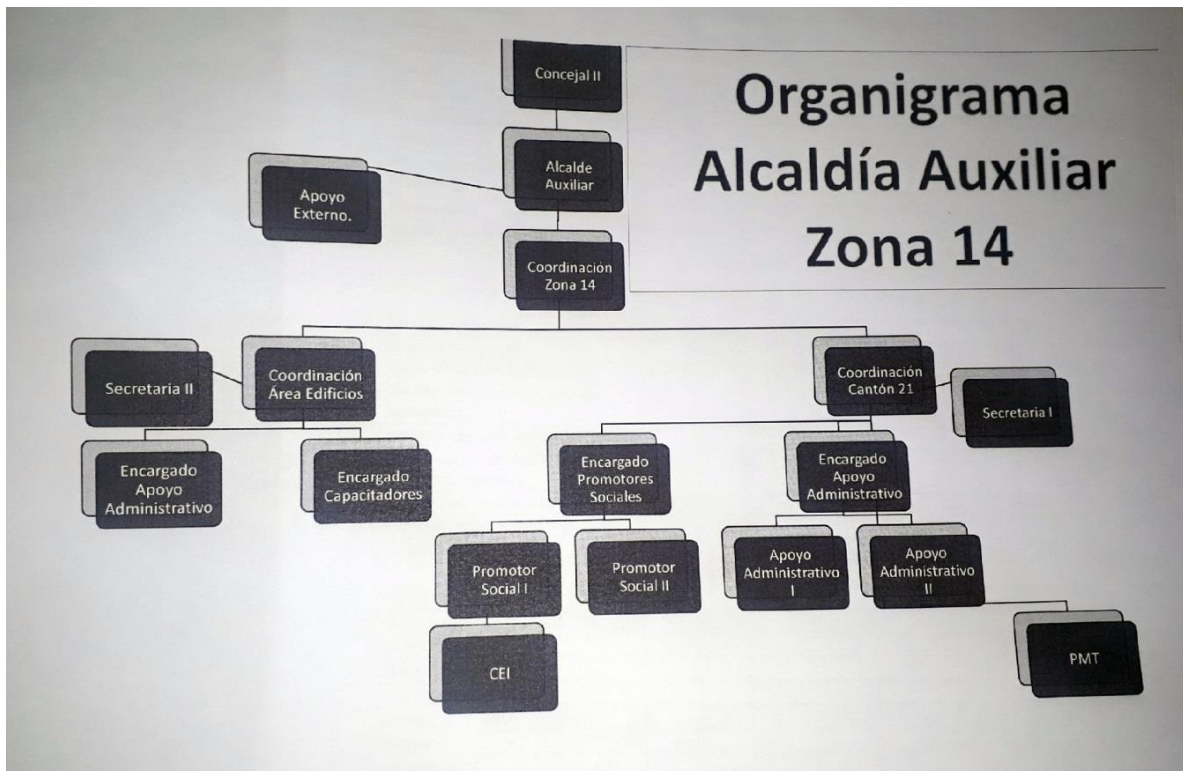 Organigrama
Alcaldía Auxiliar
Zona 14
Concejal II
Alcalde
Auxiliar
Apoyo
Externo.
Coordinación
Zona 14
Secretaria II
Coordinación
Área Edificios
Coordinación
Cantón 21
Secretaria I
Encargado
Apoyo
Administrativo
Encargado
Capacitadores
Encargado
Promotores
Sociales
Encargado
Apoyo
Administrativo
Promotor
Social I
Promotor
Social II
Apoyo
Administrativo
I
Apoyo
Administrativo
II
CEI
PMT